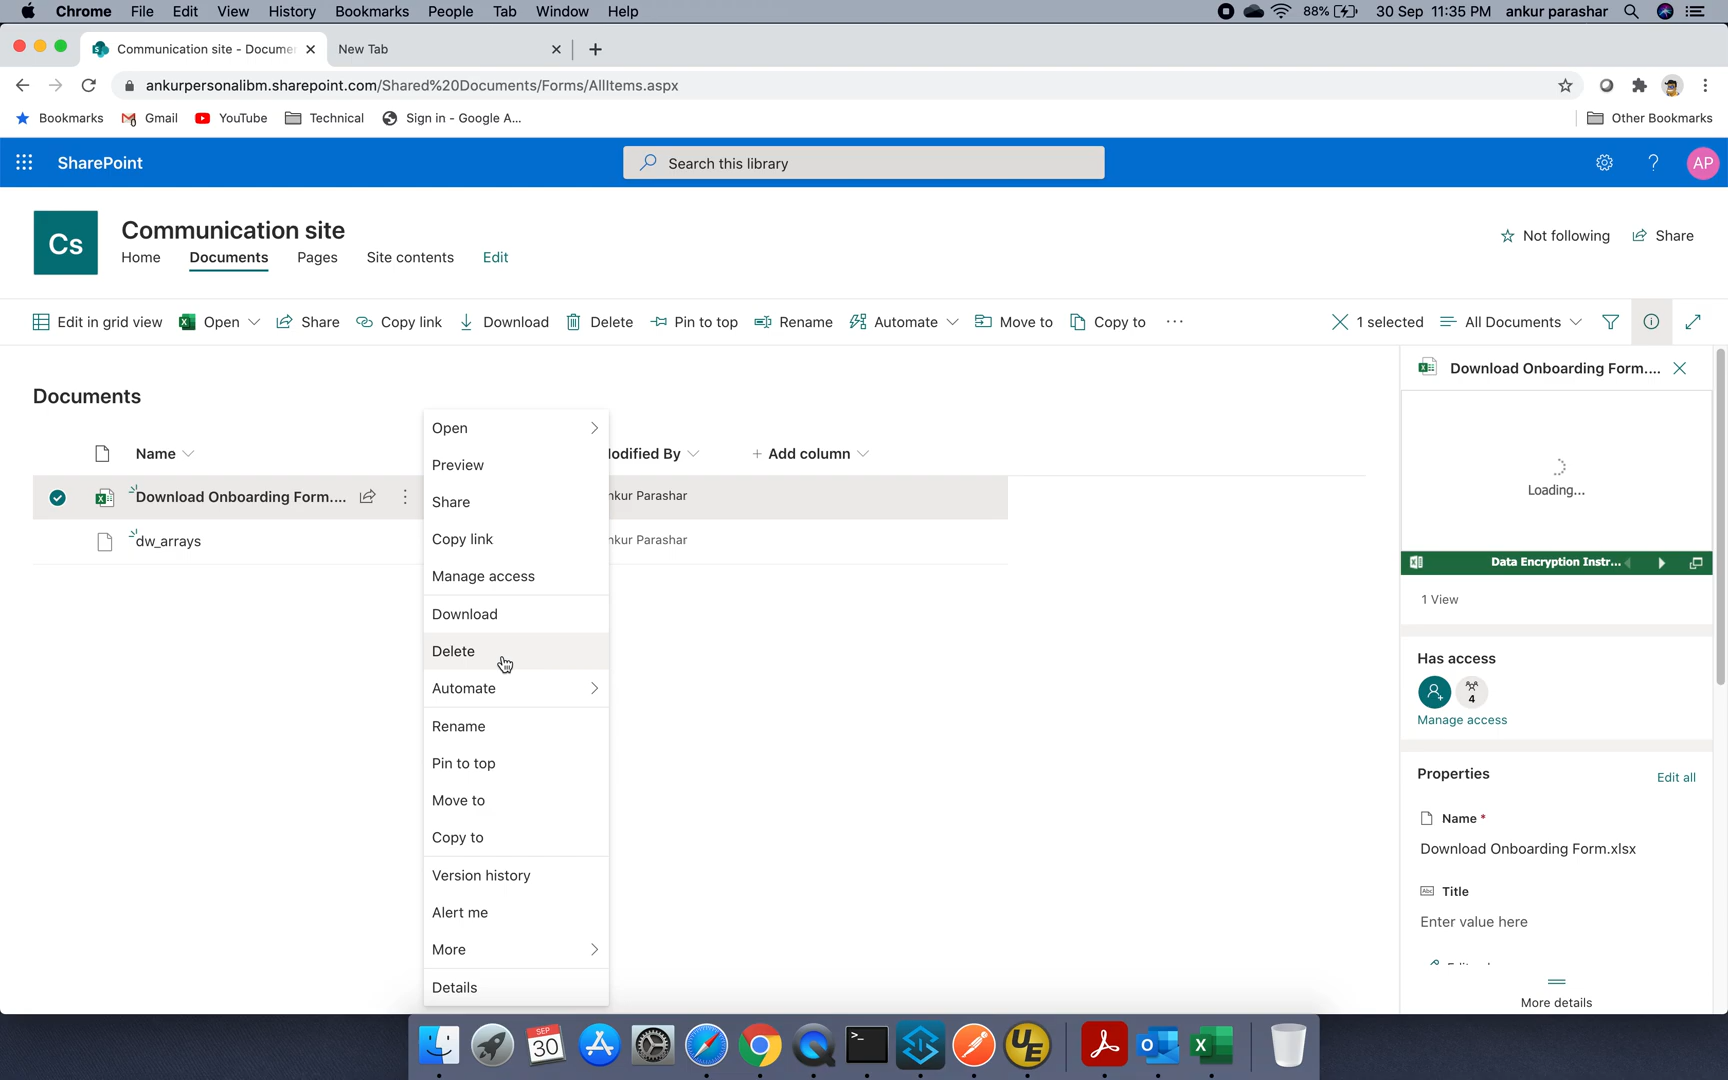 Chrome File Edit View History Bookmarks People Tab Window Help 88% 30 Sep 11:35 PM ankur parashar
Communication site - Docume New Tab
ankurpersonalibm.sharepoint.com/Shared%20Documents/Forms/AllItems.aspx
Bookmarks Gmail YouTube Technical Sign in - Google A... Other Bookmarks
SharePoint Search this library ? AP
Cs Communication site
Home Documents Pages Site contents Edit
Not following Share
Edit in grid view Open Share Copy link Download Delete Pin to top Rename Automate Move to Copy to ... 1 selected All Documents
Documents
Name odified By + Add column
Download Onboarding Form.... nkur Parashar
dw_arrays nkur Parashar
Open
Preview
Share
Copy link
Manage access
Download
Delete
Automate
Rename
Pin to top
Move to
Copy to
Version history
Alert me
More
Details
Download Onboarding Form....
Loading...
Data Encryption Instr...
1 View
Has access
4
Manage access
Properties Edit all
Name *
Download Onboarding Form.xlsx
Abc Title
Enter value here
More details
SEP
30
UE